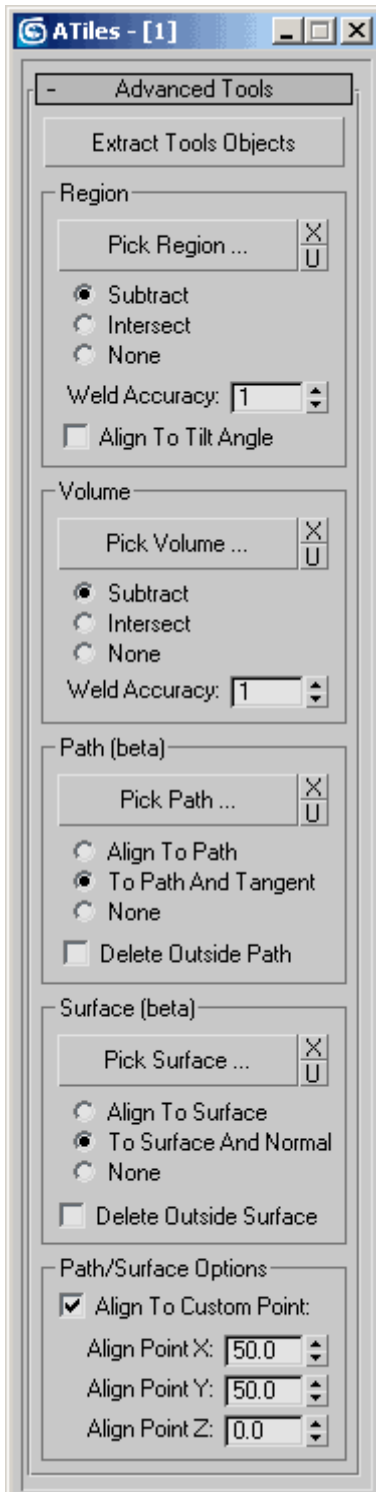 ATiles - [1]
- Advanced Tools
Extract Tools Objects
Region
Pick Region ... X
U
Subtract
Intersect
None
Weld Accuracy: 1
Align To Tilt Angle
Volume
Pick Volume ... X
U
Subtract
Intersect
None
Weld Accuracy: 1
Path (beta)
Pick Path ... X
U
Align To Path
To Path And Tangent
None
Delete Outside Path
Surface (beta)
Pick Surface ... X
U
Align To Surface
To Surface And Normal
None
Delete Outside Surface
Path/Surface Options
Align To Custom Point:
Align Point X: 50.0
Align Point Y: 50.0
Align Point Z: 0.0